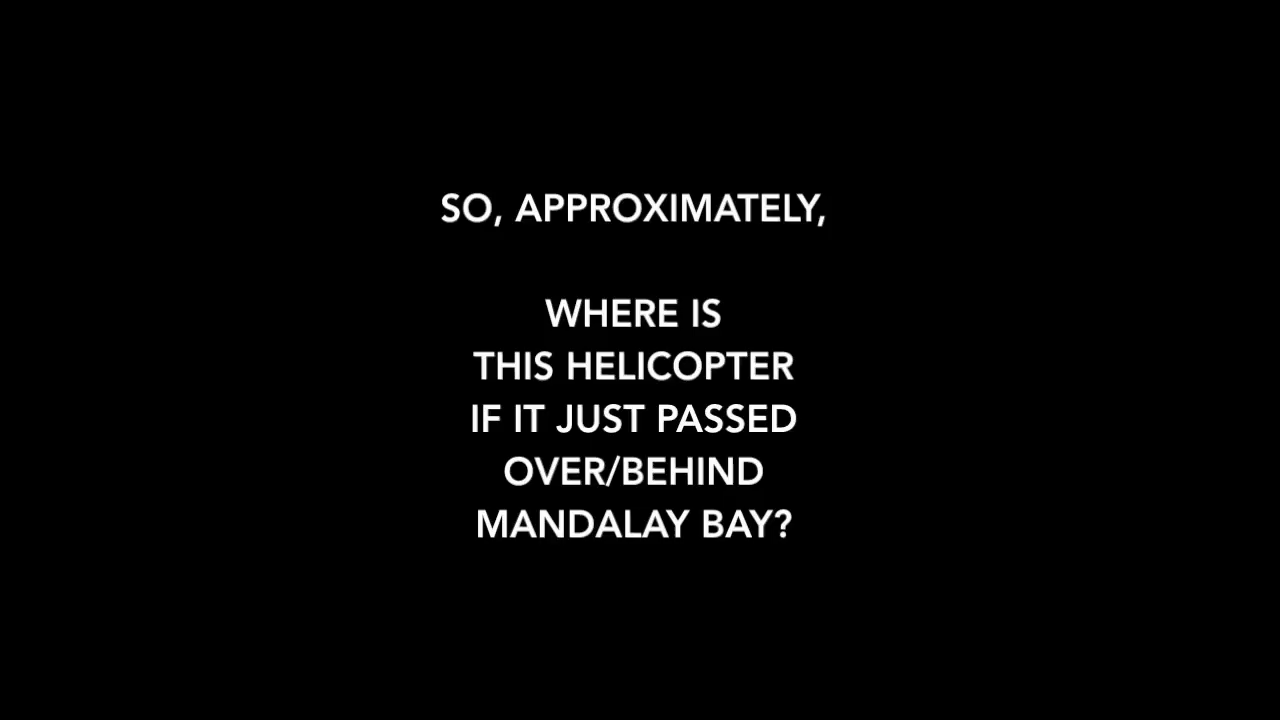 SO, APPROXIMATELY,
WHERE IS
THIS HELICOPTER
IF IT JUST PASSED
OVER/BEHIND
MANDALAY BAY?